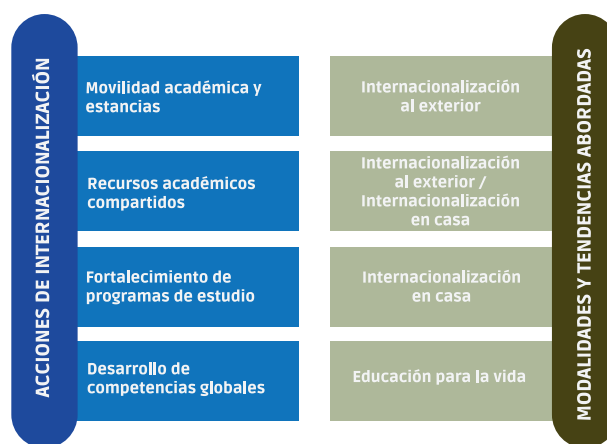 ACCIONES DE INTERNACIONALIZACIÓN
Movilidad académica y
estancias
Internacionalización
al exterior
Recursos académicos
compartidos
Internacionalización
al exterior /
Internacionalización
en casa
Fortalecimiento de
programas de estudio
Internacionalización
en casa
Desarrollo de
competencias globales
Educación para la vida
MODALIDADES Y TENDENCIAS ABORDADAS